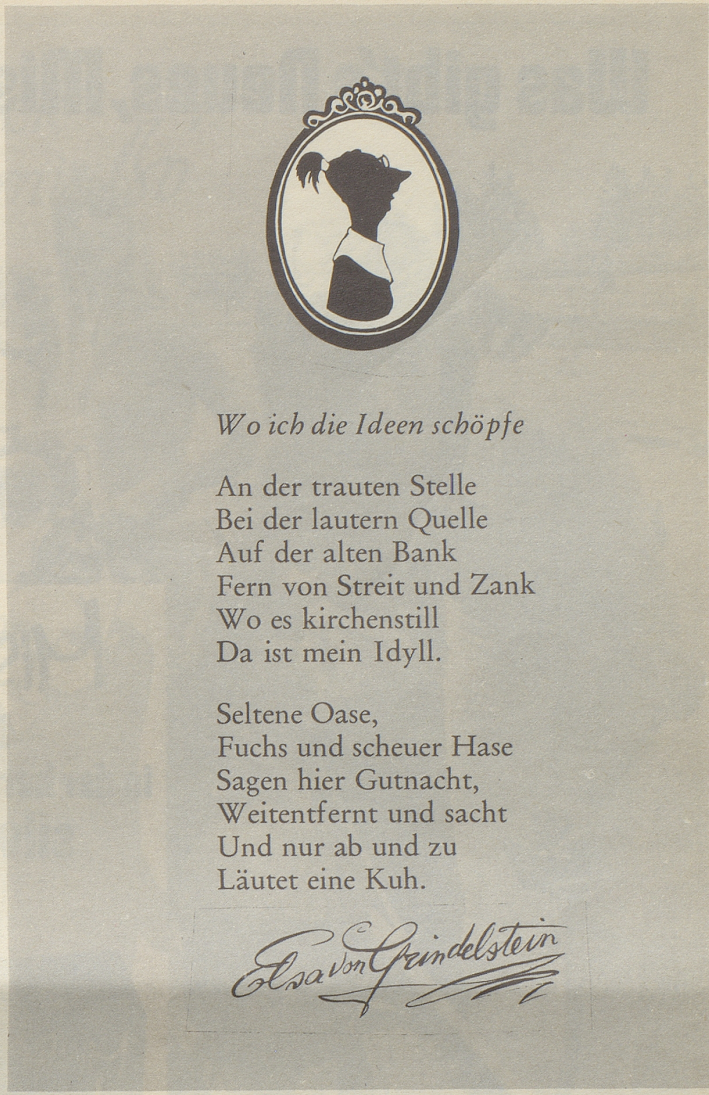 Wo ich die Ideen schöpfe
An der trauten Stelle
Bei der lautern Quelle
Auf der alten Bank
Fern von Streit und Zank
Wo es kirchenstill
Da ist mein Idyll.
Seltene Oase,
Fuchs und scheuer Hase
Sagen hier Gutnacht,
Weitentfernt und sacht
Und nur ab und zu
Läutet eine Kuh.
Elsa von Grindelstein